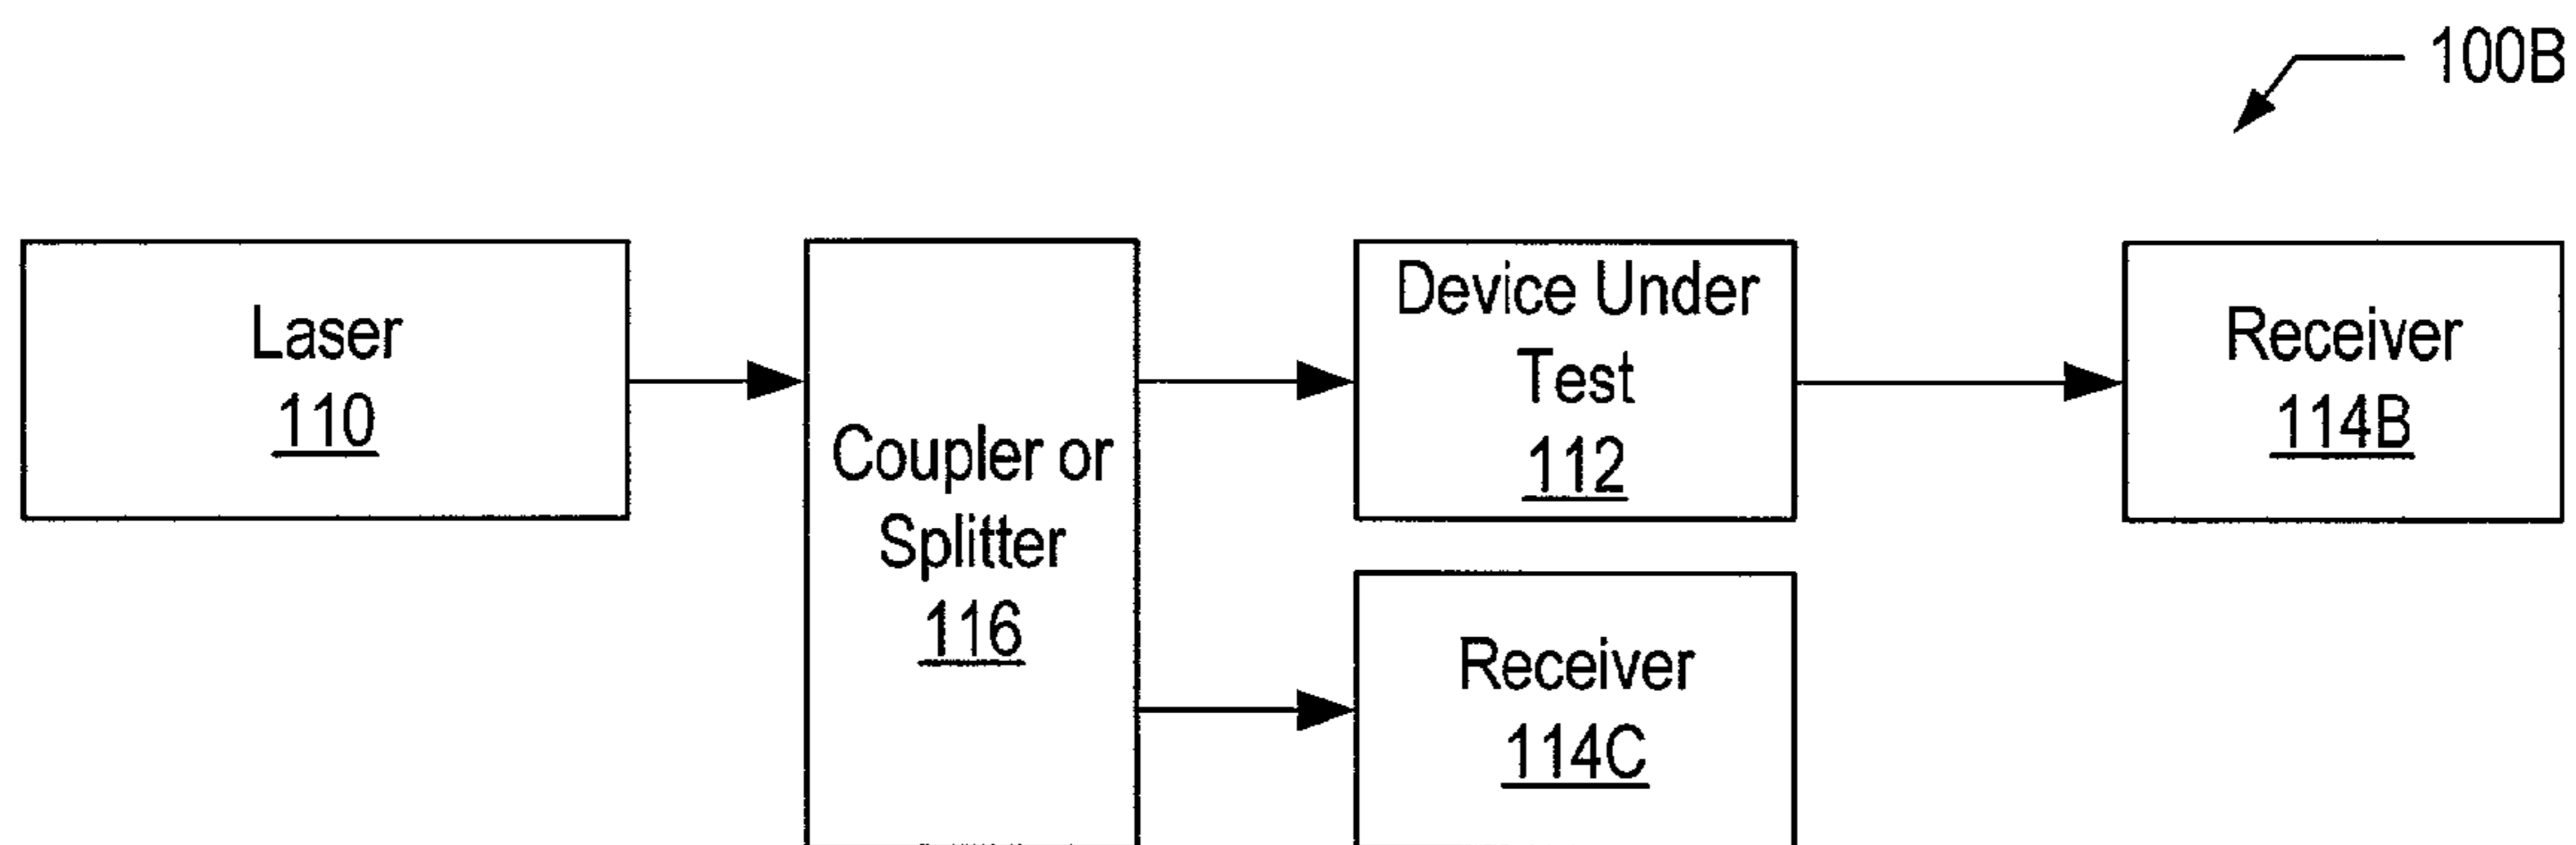 100B
Laser
110
Coupler or
Splitter
116
Device Under
Test
112
Receiver
114B
Receiver
114C